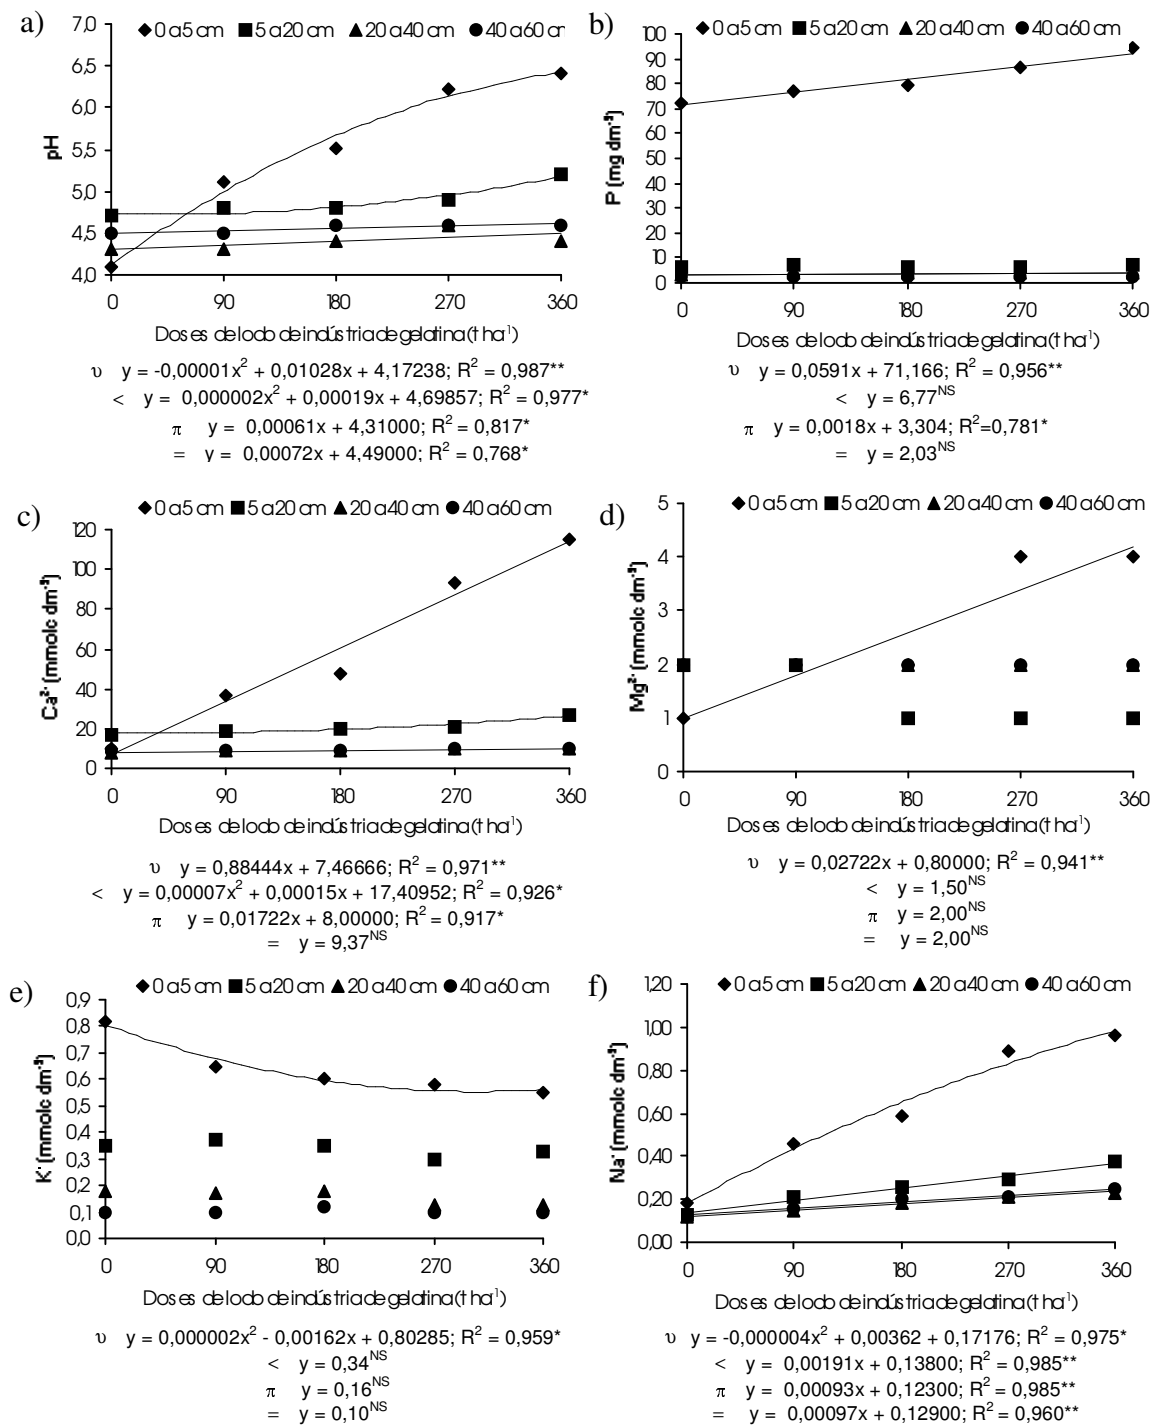 a)
◆ 0 a 5 cm ■ 5 a 20 cm ▲ 20 a 40 cm ● 40 a 60 cm
7,0
6,5
6,0
5,5
5,0
4,5
4,0
pH
0 90 180 270 360
Doses de lodo de indústria de gelatina (t ha⁻¹)
υ y = -0,00001x² + 0,01028x + 4,17238; R² = 0,987**
< y = 0,000002x² + 0,00019x + 4,69857; R² = 0,977*
π y = 0,00061x + 4,31000; R² = 0,817*
= y = 0,00072x + 4,49000; R² = 0,768*
b)
◆ 0 a 5 cm ■ 5 a 20 cm ▲ 20 a 40 cm ● 40 a 60 cm
100
90
80
70
60
50
40
30
20
10
0
P (mg dm⁻³)
0 90 180 270 360
Doses de lodo de indústria de gelatina (t ha⁻¹)
υ y = 0,0591x + 71,166; R² = 0,956**
< y = 6,77ᴺˢ
π y = 0,0018x + 3,304; R²=0,781*
= y = 2,03ᴺˢ
c)
◆ 0 a 5 cm ■ 5 a 20 cm ▲ 20 a 40 cm ● 40 a 60 cm
120
100
80
60
40
20
0
Ca²⁺ (mmolc dm⁻³)
0 90 180 270 360
Doses de lodo de indústria de gelatina (t ha⁻¹)
υ y = 0,88444x + 7,46666; R² = 0,971**
< y = 0,00007x² + 0,00015x + 17,40952; R² = 0,926*
π y = 0,01722x + 8,00000; R² = 0,917*
= y = 9,37ᴺˢ
d)
◆ 0 a 5 cm ■ 5 a 20 cm ▲ 20 a 40 cm ● 40 a 60 cm
5
4
3
2
1
0
Mg²⁺ (mmolc dm⁻³)
0 90 180 270 360
Doses de lodo de indústria de gelatina (t ha⁻¹)
υ y = 0,02722x + 0,80000; R² = 0,941**
< y = 1,50ᴺˢ
π y = 2,00ᴺˢ
= y = 2,00ᴺˢ
e)
◆ 0 a 5 cm ■ 5 a 20 cm ▲ 20 a 40 cm ● 40 a 60 cm
0,9
0,8
0,7
0,6
0,5
0,4
0,3
0,2
0,1
0,0
K⁺ (mmolc dm⁻³)
0 90 180 270 360
Doses de lodo de indústria de gelatina (t ha⁻¹)
υ y = 0,000002x² - 0,00162x + 0,80285; R² = 0,959*
< y = 0,34ᴺˢ
π y = 0,16ᴺˢ
= y = 0,10ᴺˢ
f)
◆ 0 a 5 cm ■ 5 a 20 cm ▲ 20 a 40 cm ● 40 a 60 cm
1,20
1,00
0,80
0,60
0,40
0,20
0,00
Na⁺ (mmolc dm⁻³)
0 90 180 270 360
Doses de lodo de indústria de gelatina (t ha⁻¹)
υ y = -0,000004x² + 0,00362 + 0,17176; R² = 0,975*
< y = 0,00191x + 0,13800; R² = 0,985**
π y = 0,00093x + 0,12300; R² = 0,985**
= y = 0,00097x + 0,12900; R² = 0,960**